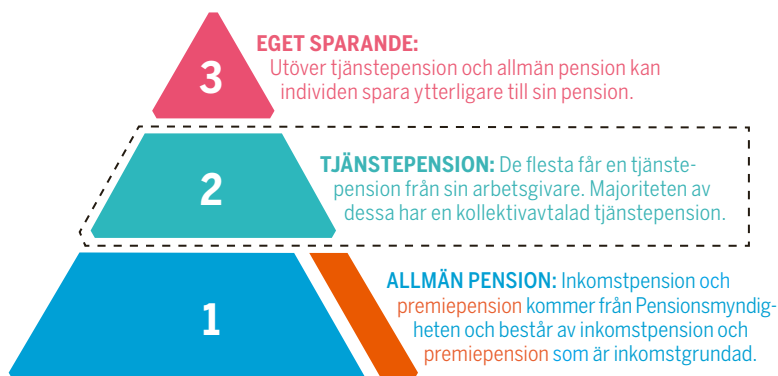 3
EGET SPARANDE:
Utöver tjänstepension och allmän pension kan
individen spara ytterligare till sin pension.
2
TJÄNSTEPENSION: De flesta får en tjänste-
pension från sin arbetsgivare. Majoriteten av
dessa har en kollektivavtalad tjänstepension.
1
ALLMÄN PENSION: Inkomstpension och
premiepension kommer från Pensionsmyndig-
heten och består av inkomstpension och
premiepension som är inkomstgrundad.